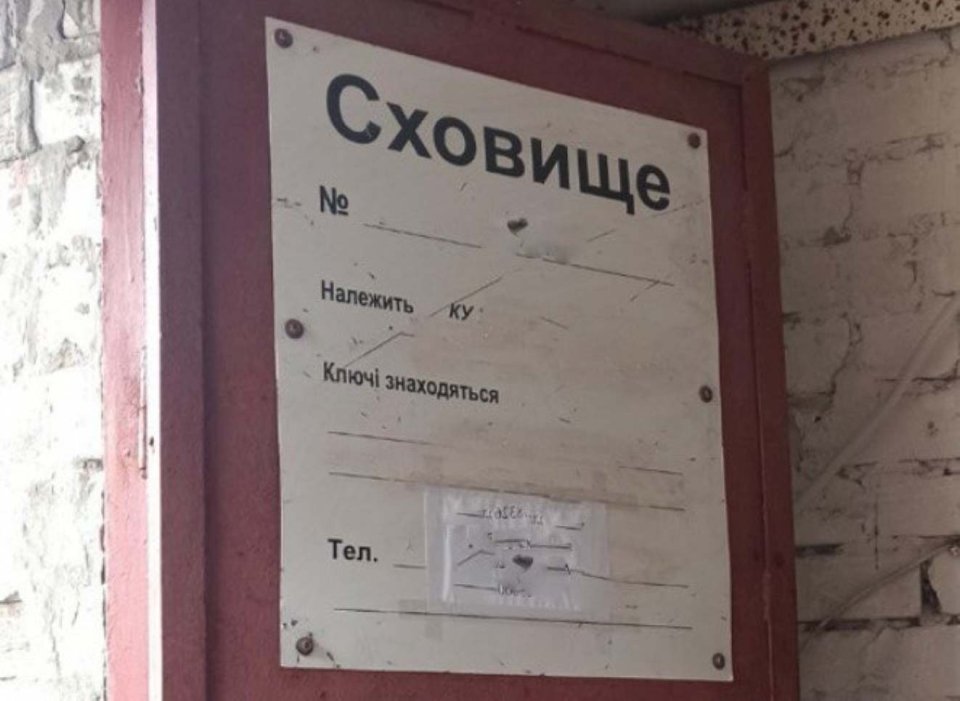 Сховище
№
Належить КУ
Ключі знаходяться
Тел.